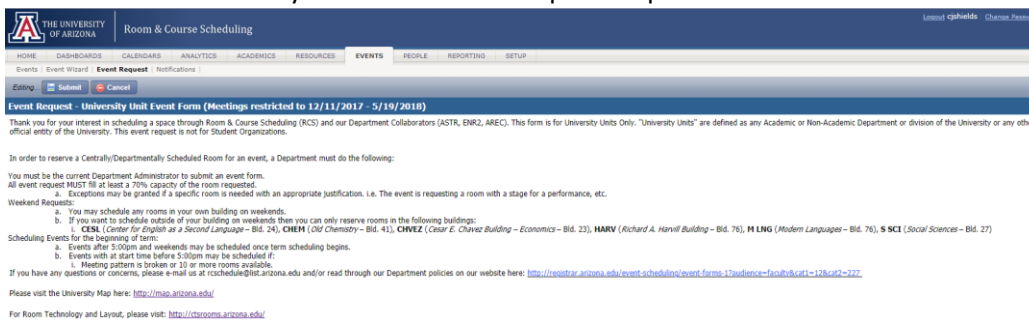 THE UNIVERSITY
OF ARIZONA
Room & Course Scheduling
Logout cjshields Change Passw
HOME DASHBOARDS CALENDARS ANALYTICS ACADEMICS RESOURCES EVENTS PEOPLE REPORTING SETUP
Events | Event Wizard | Event Request | Notifications |
Editing... Submit Cancel
Event Request - University Unit Event Form (Meetings restricted to 12/11/2017 - 5/19/2018)
Thank you for your interest in scheduling a space through Room & Course Scheduling (RCS) and our Department Collaborators (ASTR, ENR2, AREC). This form is for University Units Only. "University Units" are defined as any Academic or Non-Academic Department or division of the University or any othe
official entity of the University. This event request is not for Student Organizations.
In order to reserve a Centrally/Departmentally Scheduled Room for an event, a Department must do the following:
You must be the current Department Administrator to submit an event form.
All event request MUST fill at least a 70% capacity of the room requested.
a. Exceptions may be granted if a specific room is needed with an appropriate justification. i.e. The event is requesting a room with a stage for a performance, etc.
Weekend Requests:
a. You may schedule any rooms in your own building on weekends.
b. If you want to schedule outside of your building on weekends then you can only reserve rooms in the following buildings:
i. CESL (Center for English as a Second Language – Bld. 24), CHEM (Old Chemistry – Bld. 41), CHVEZ (Cesar E. Chavez Building – Economics – Bld. 23), HARV (Richard A. Harvill Building – Bld. 76), M LNG (Modern Languages – Bld. 76), S SCI (Social Sciences – Bld. 27)
Scheduling Events for the beginning of term:
a. Events after 5:00pm and weekends may be scheduled once term scheduling begins.
b. Events with at start time before 5:00pm may be scheduled if:
i. Meeting pattern is broken or 10 or more rooms available.
If you have any questions or concerns, please e-mail us at rcschedule@list.arizona.edu and/or read through our Department policies on our website here: http://registrar.arizona.edu/event-scheduling/event-forms-1?audience=faculty&cat1=12&cat2=227
Please visit the University Map here: http://map.arizona.edu/
For Room Technology and Layout, please visit: http://ctsrooms.arizona.edu/